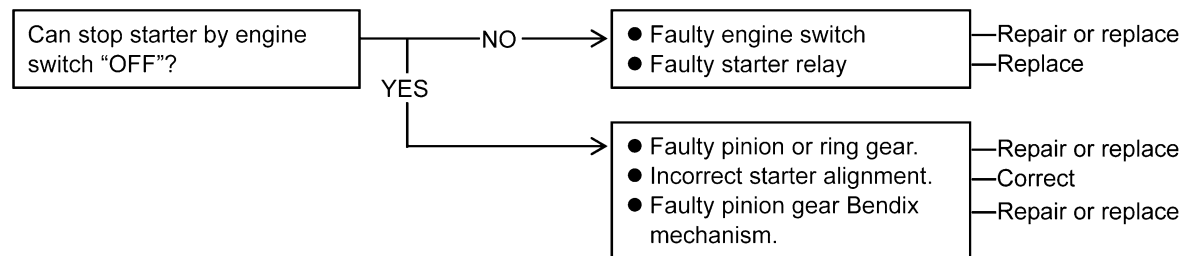 Can stop starter by engine
switch “OFF”?
NO
● Faulty engine switch
Repair or replace
● Faulty starter relay
Replace
YES
● Faulty pinion or ring gear.
Repair or replace
● Incorrect starter alignment.
Correct
● Faulty pinion gear Bendix
mechanism.
Repair or replace